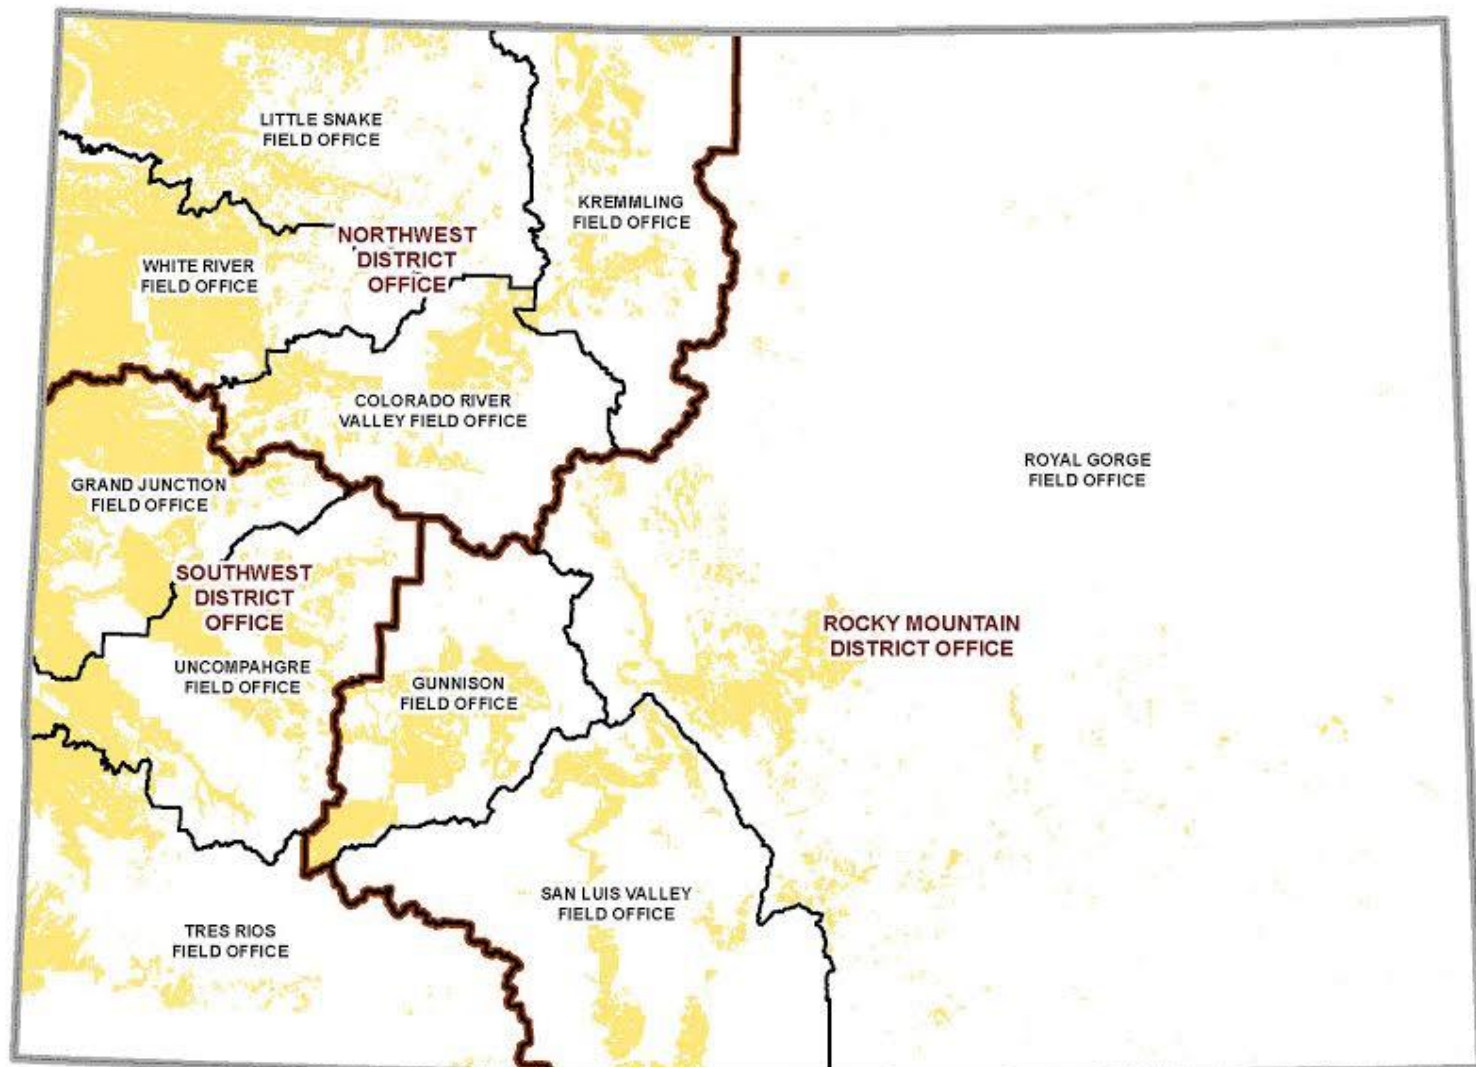 LITTLE SNAKE
FIELD OFFICE
KREMMLING
FIELD OFFICE
NORTHWEST
DISTRICT
OFFICE
WHITE RIVER
FIELD OFFICE
COLORADO RIVER
VALLEY FIELD OFFICE
ROYAL GORGE
FIELD OFFICE
GRAND JUNCTION
FIELD OFFICE
SOUTHWEST
DISTRICT
OFFICE
ROCKY MOUNTAIN
DISTRICT OFFICE
UNCOMPAHGRE
FIELD OFFICE
GUNNISON
FIELD OFFICE
SAN LUIS VALLEY
FIELD OFFICE
TRES RIOS
FIELD OFFICE